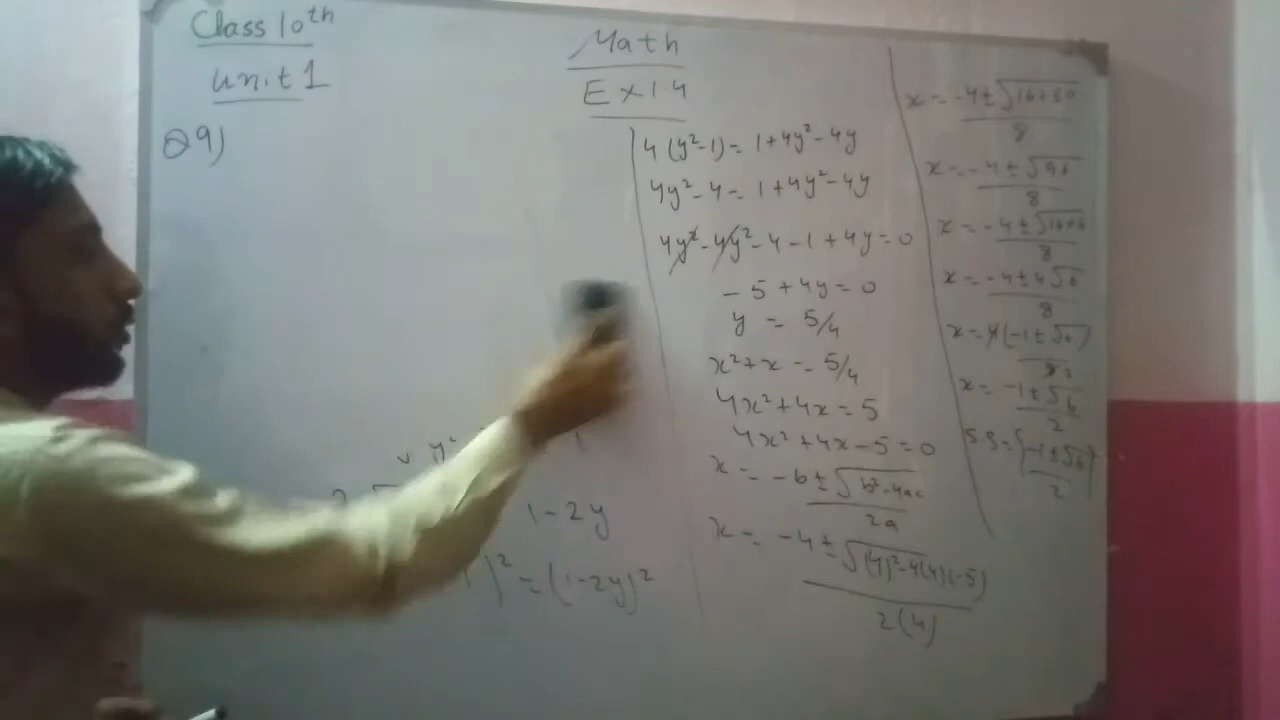 Class 10th
Unit 1
Math
Ex 1.4
Q9)
y²
1-2y
)² = (1-2y)²
4(y²-1) = 1+4y²-4y
4y²-4 = 1+4y²-4y
4y²-4y²-4-1+4y=0
-5+4y=0
y = 5/4
x²+x = 5/4
4x²+4x=5
4x²+4x-5=0
x = -b±√b²-4ac
2a
x = -4±√(4)²-4(4)(-5)
2(4)
x = -4±√16+80
8
x = -4±√96
8
x = -4±√16×6
8
x = -4±4√6
8
x = 4(-1±√6)
8 2
x = -1±√6
2
S.S = {-1±√6}
2